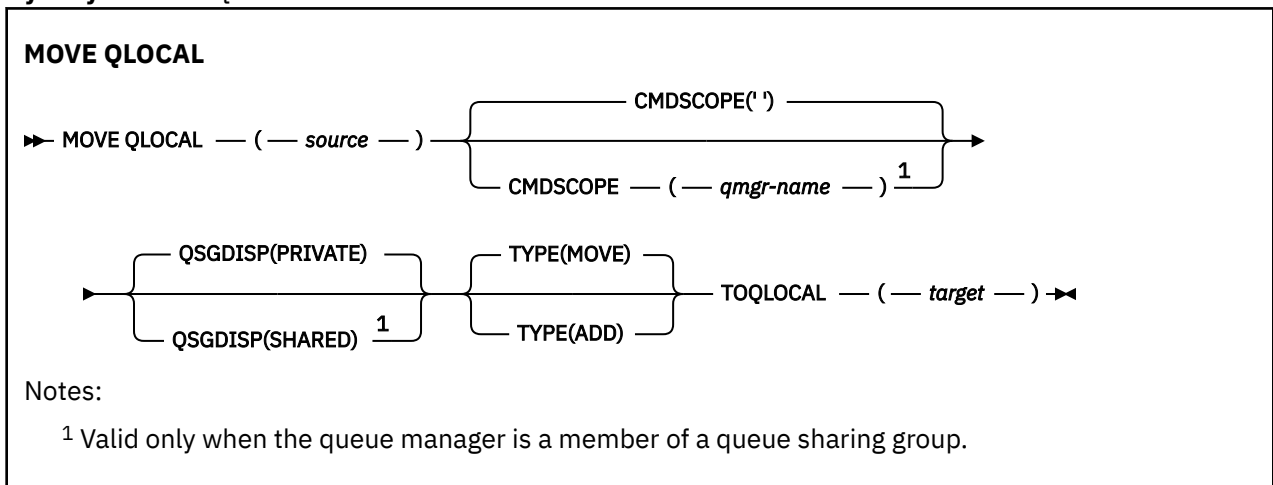 MOVE QLOCAL
CMDSCOPE(' ')
MOVE QLOCAL ( source )
CMDSCOPE ( qmgr-name ) 1
QSGDISP(PRIVATE) TYPE(MOVE)
TOQLOCAL ( target )
QSGDISP(SHARED) 1 TYPE(ADD)
Notes:
1 Valid only when the queue manager is a member of a queue sharing group.